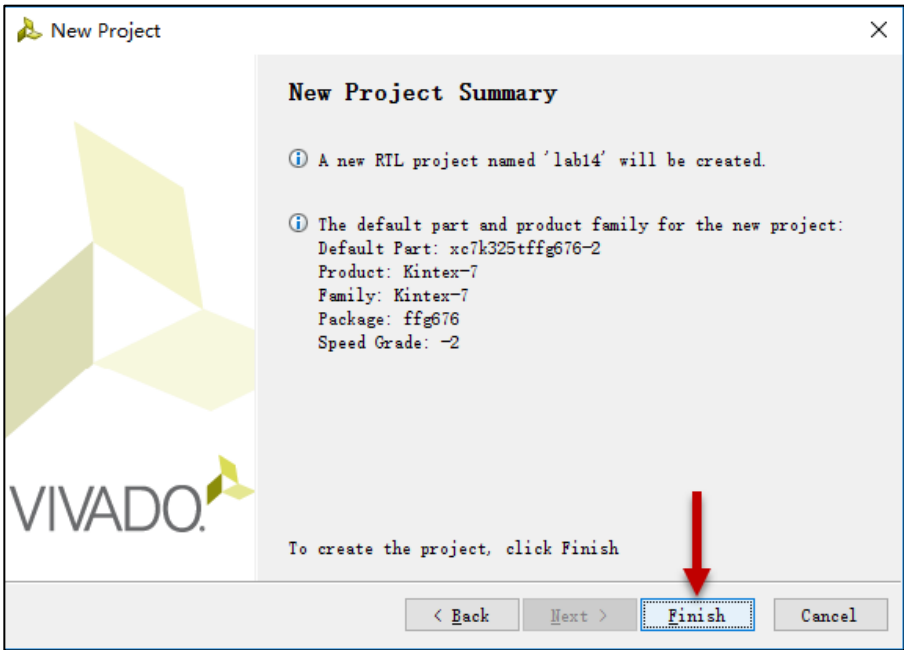 New Project
New Project Summary
A new RTL project named 'lab14' will be created.
The default part and product family for the new project:
Default Part: xc7k325tffg676-2
Product: Kintex-7
Family: Kintex-7
Package: ffg676
Speed Grade: -2
VIVADO.
To create the project, click Finish
< Back Next > Finish Cancel